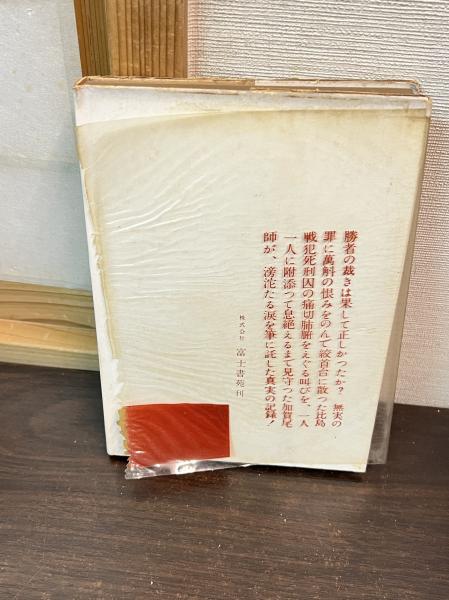 勝者の裁きは果して正しかつたか? 無実の
罪に萬斛の恨みをのんで絞首台に散った比島
戦犯死刑囚の痛切肺腑をえぐる叫びを、一人
一人に附添って息絶えるまで見守った加賀尾
師が、滂沱たる涙を筆に託した真実の記録!
株式会社 富士書苑刊